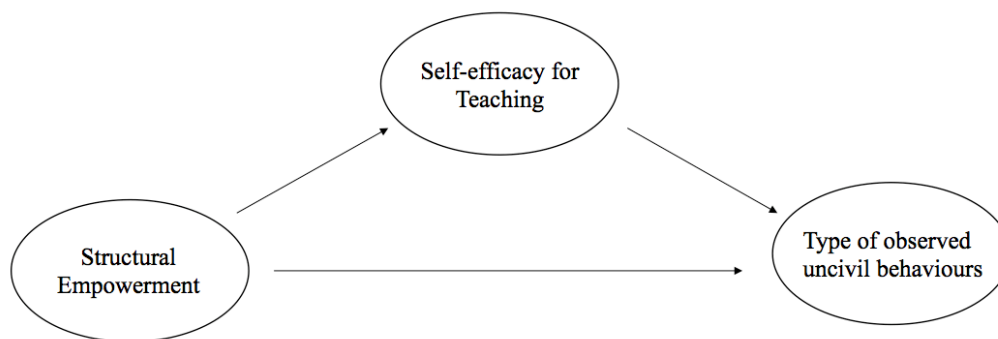 Self-efficacy for
Teaching
Structural
Empowerment
Type of observed
uncivil behaviours